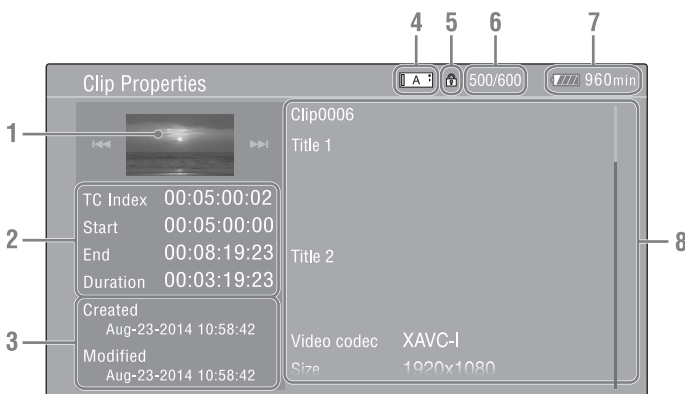 4 5 6 7
Clip Properties A 500/600 960min
1
Clip0006
Title 1
TC Index 00:05:00:02
Start 00:05:00:00
2
End 00:08:19:23
Title 2
8
Duration 00:03:19:23
Created
Aug-23-2014 10:58:42
3
Video codec XAVC-I
Modified
Aug-23-2014 10:58:42
Size 1920x1080